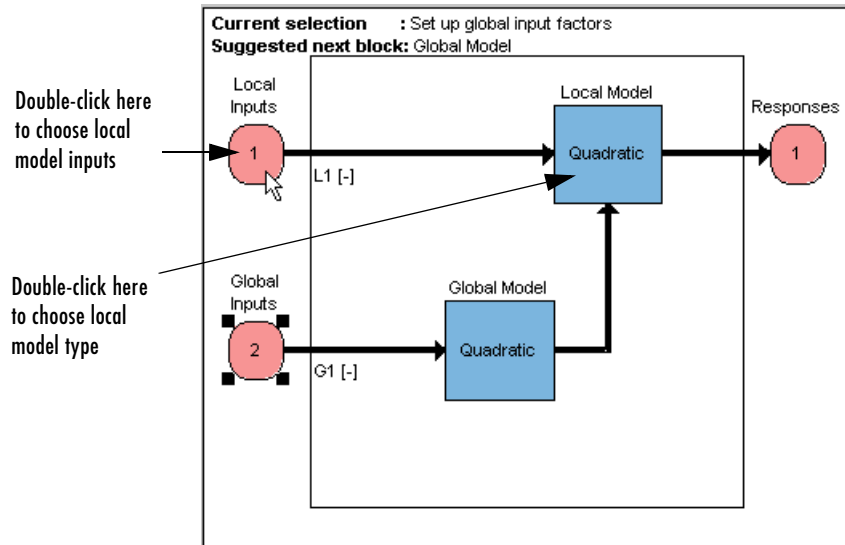 Current selection : Set up global input factors
Suggested next block: Global Model
Local
Inputs
Local Model
Responses
Double-click here
to choose local
model inputs
1
Quadratic
1
L1 [-]
Double-click here
to choose local
model type
Global
Inputs
Global Model
2
Quadratic
G1 [-]